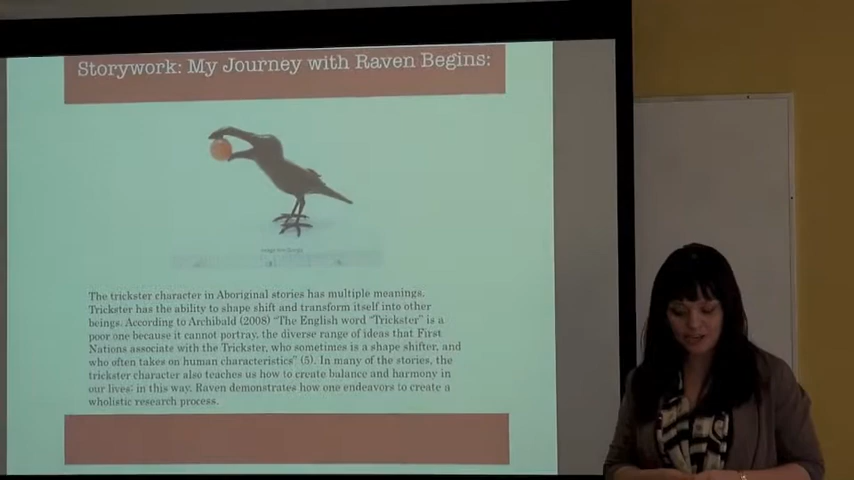 Storywork: My Journey with Raven Begins:
The trickster character in Aboriginal stories has multiple meanings.
Trickster has the ability to shape shift and transform itself into other
beings. According to Archibald (2008) "The English word "Trickster" is a
poor one because it cannot portray, the diverse range of ideas that First
Nations associate with the Trickster, who sometimes is a shape shifter, and
who often takes on human characteristics" (5). In many of the stories, the
trickster character also teaches us how to create balance and harmony in
our lives: in this way. Raven demonstrates how one endeavors to create a
wholistic research process.